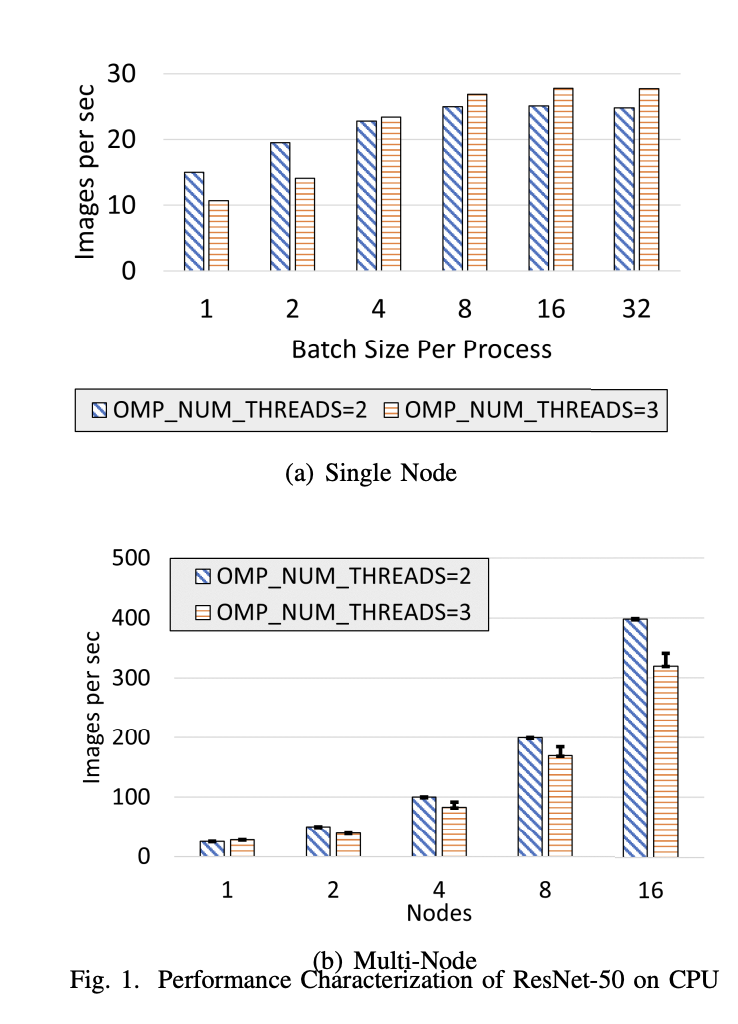 30
20
10
0
Images per sec
1 2 4 8 16 32
Batch Size Per Process
OMP_NUM_THREADS=2 OMP_NUM_THREADS=3
(a) Single Node
500
400
300
200
100
0
Images per sec
OMP_NUM_THREADS=2
OMP_NUM_THREADS=3
1 2 4 8 16
Nodes
(b) Multi-Node
Fig. 1. Performance Characterization of ResNet-50 on CPU